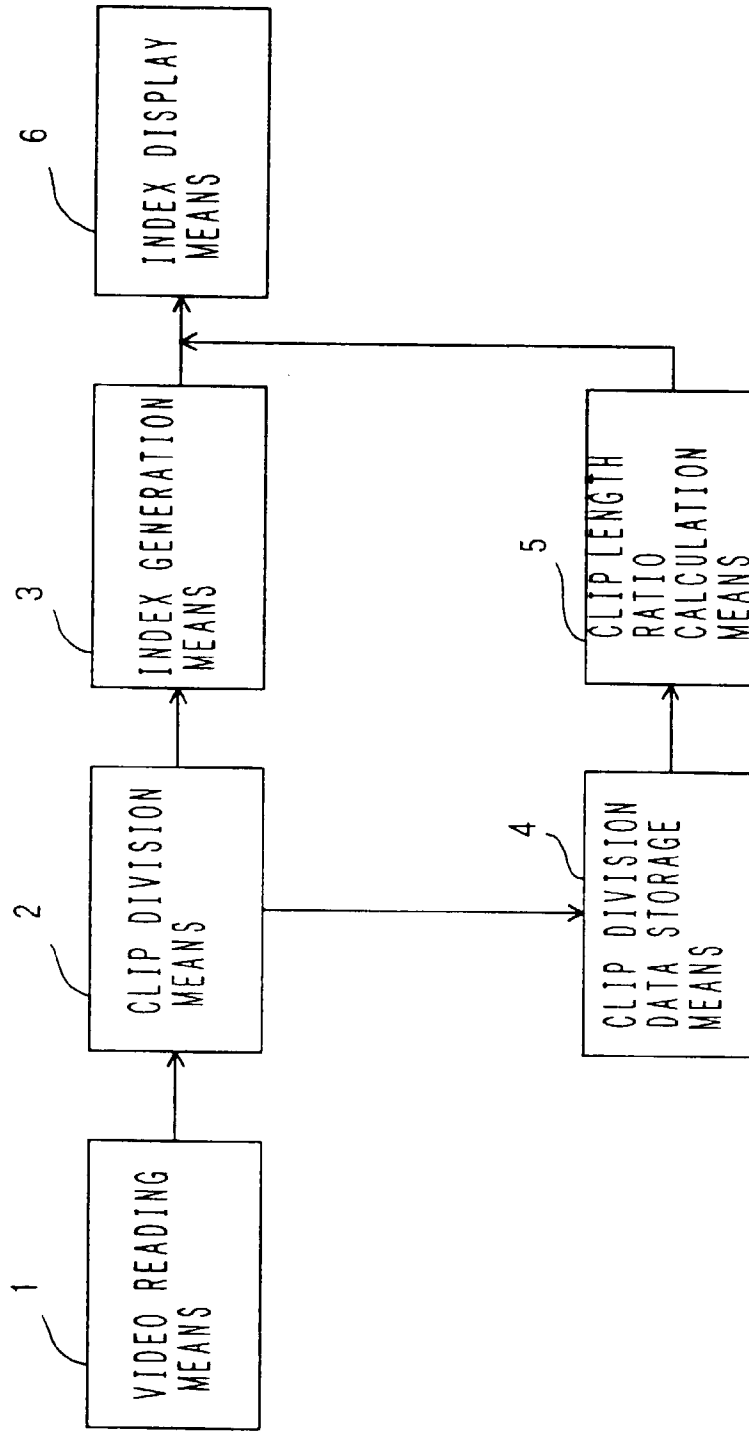 1
VIDEO READING
MEANS
2
CLIP DIVISION
MEANS
3
INDEX GENERATION
MEANS
6
INDEX DISPLAY
MEANS
4
CLIP DIVISION
DATA STORAGE
MEANS
5
CLIP LENGTH
RATIO
CALCULATION
MEANS